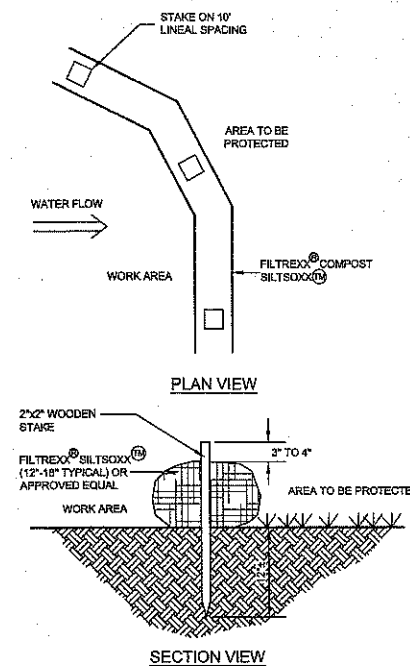 STAKE ON 10'
LINEAL SPACING
AREA TO BE
PROTECTED
WATER FLOW
WORK AREA
FILTREXX® COMPOST
SILTSOXX™
PLAN VIEW
2"x2" WOODEN
STAKE
3" TO 4"
FILTREXX® SILTSOXX™
(12"-18" TYPICAL) OR
APPROVED EQUAL
AREA TO BE PROTECTE
WORK AREA
SECTION VIEW